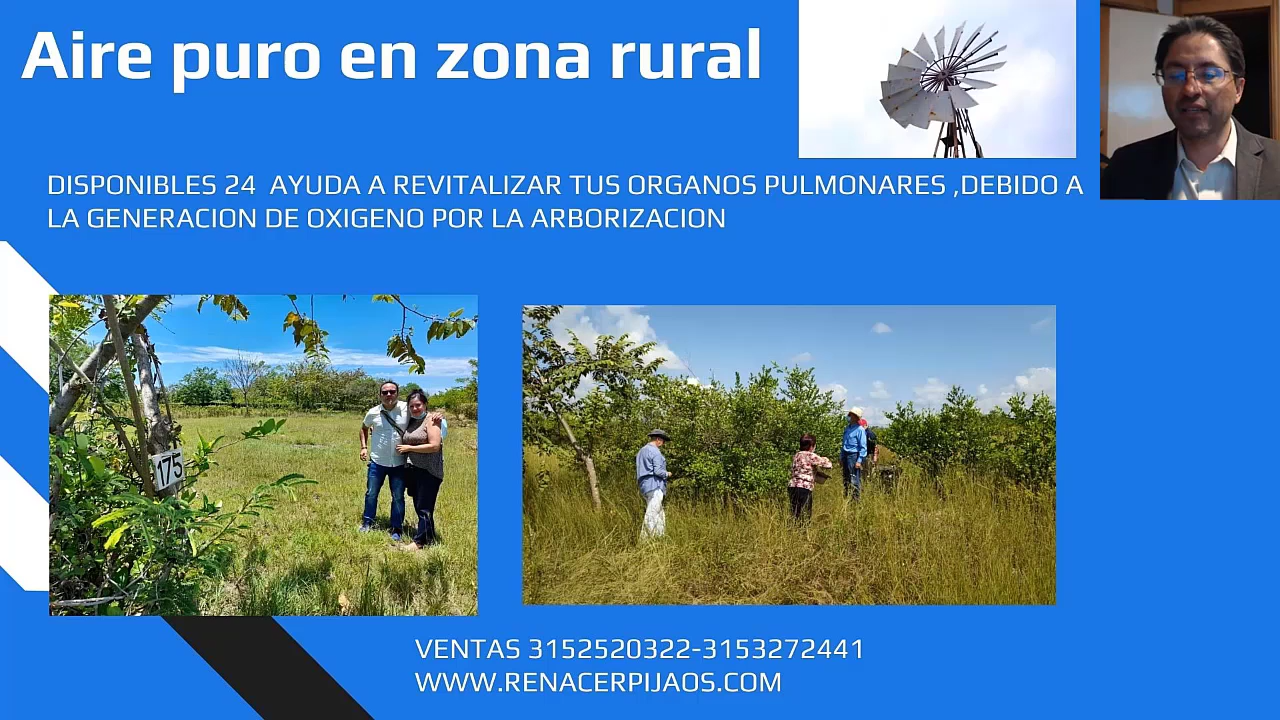 Aire puro en zona rural
DISPONIBLES 24 AYUDA A REVITALIZAR TUS ORGANOS PULMONARES ,DEBIDO A
LA GENERACION DE OXIGENO POR LA ARBORIZACION
175
VENTAS 3152520322-3153272441
WWW.RENACERPIJAOS.COM